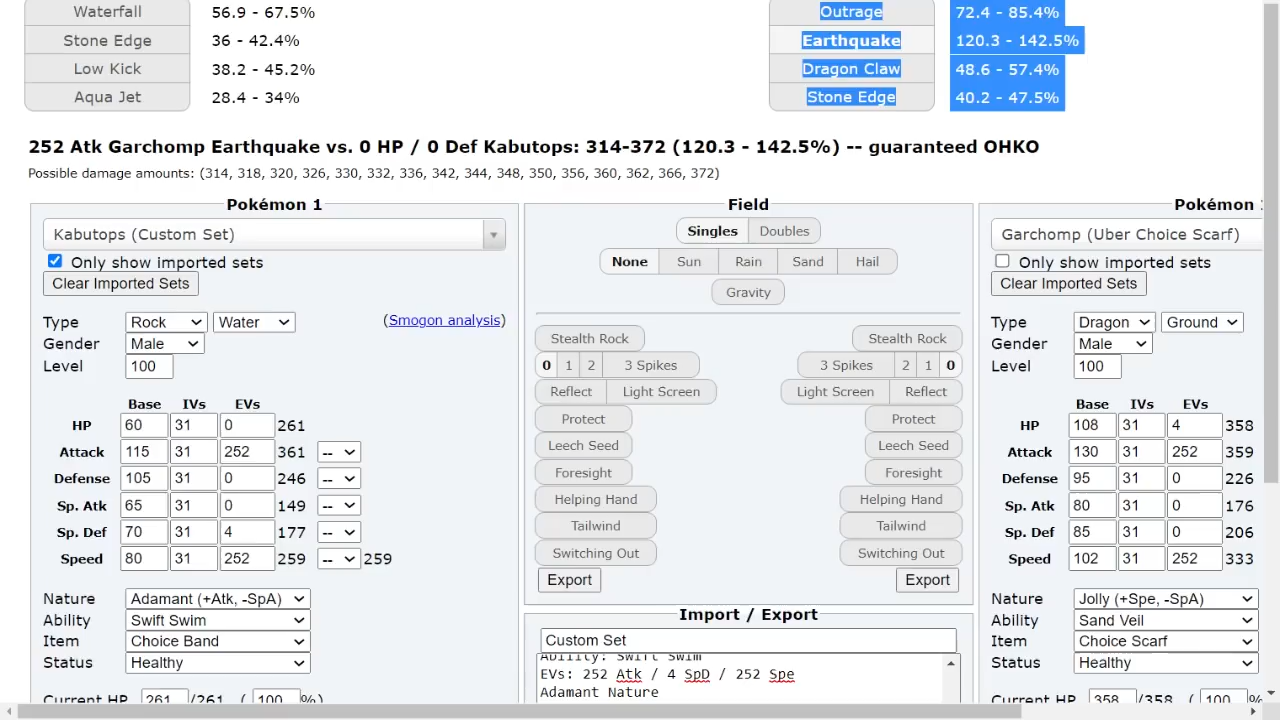 Waterfall 56.9 - 67.5% Outrage 72.4 - 85.4%
Stone Edge 36 - 42.4% Earthquake 120.3 - 142.5%
Low Kick 38.2 - 45.2% Dragon Claw 48.6 - 57.4%
Aqua Jet 28.4 - 34% Stone Edge 40.2 - 47.5%
252 Atk Garchomp Earthquake vs. 0 HP / 0 Def Kabutops: 314-372 (120.3 - 142.5%) -- guaranteed OHKO
Possible damage amounts: (314, 318, 320, 326, 330, 332, 336, 342, 344, 348, 350, 356, 360, 362, 366, 372)
Pokémon 1
Kabutops (Custom Set)
Only show imported sets
Clear Imported Sets
Type Rock Water (Smogon analysis)
Gender Male
Level 100
Base IVs EVs
HP 60 31 0 261
Attack 115 31 252 361 --
Defense 105 31 0 246 --
Sp. Atk 65 31 0 149 --
Sp. Def 70 31 4 177 --
Speed 80 31 252 259 -- 259
Nature Adamant (+Atk, -SpA)
Ability Swift Swim
Item Choice Band
Status Healthy
Current HP 261 /261 ( 100 %)
Field
Singles Doubles
None Sun Rain Sand Hail
Gravity
Stealth Rock Stealth Rock
0 1 2 3 Spikes 3 Spikes 2 1 0
Reflect Light Screen Light Screen Reflect
Protect Protect
Leech Seed Leech Seed
Foresight Foresight
Helping Hand Helping Hand
Tailwind Tailwind
Switching Out Switching Out
Export Export
Import / Export
Custom Set
Ability: Swift Swim
EVs: 252 Atk / 4 SpD / 252 Spe
Adamant Nature
Pokémon
Garchomp (Uber Choice Scarf)
Only show imported sets
Clear Imported Sets
Type Dragon Ground
Gender Male
Level 100
Base IVs EVs
HP 108 31 4 358
Attack 130 31 252 359
Defense 95 31 0 226
Sp. Atk 80 31 0 176
Sp. Def 85 31 0 206
Speed 102 31 252 333
Nature Jolly (+Spe, -SpA)
Ability Sand Veil
Item Choice Scarf
Status Healthy
Current HP 358 /358 ( 100 %